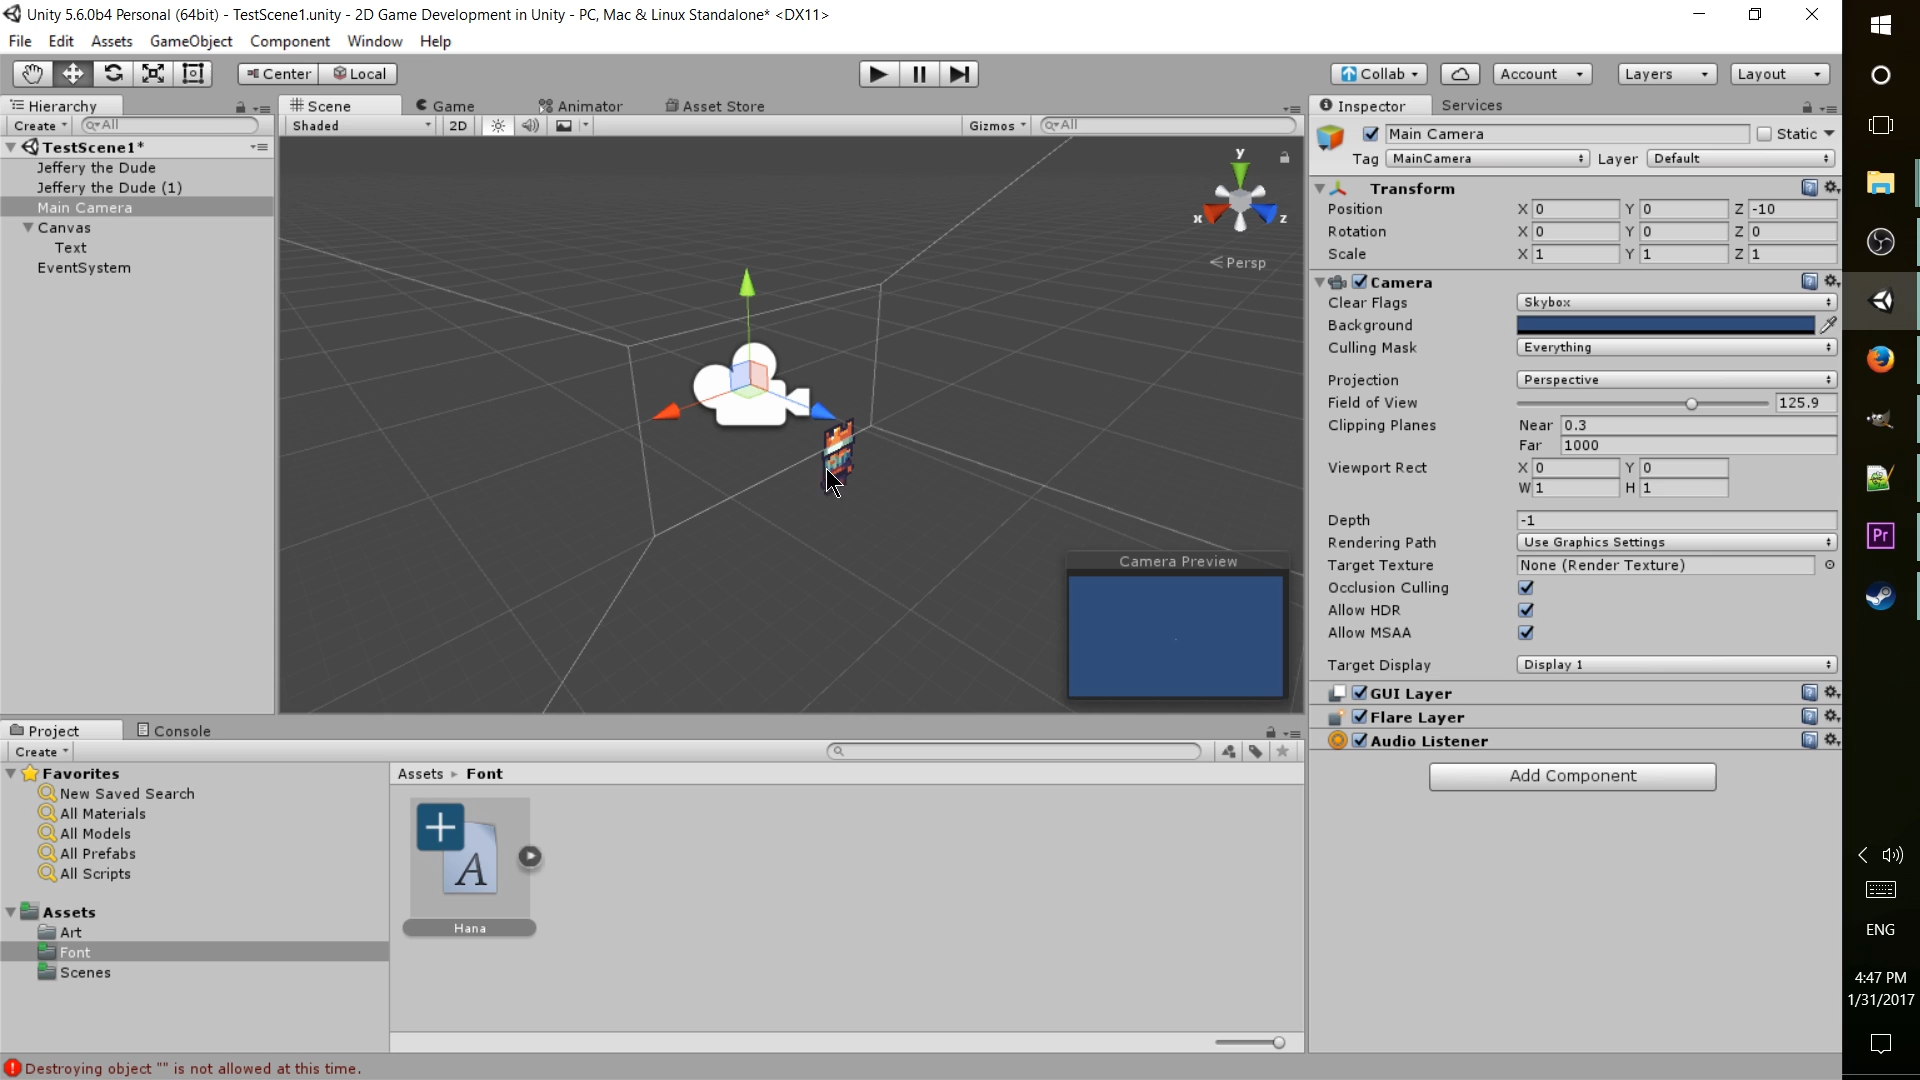 Unity 5.6.0b4 Personal (64bit) - TestScene1.unity - 2D Game Development in Unity - PC, Mac & Linux Standalone* <DX11>
File Edit Assets GameObject Component Window Help
Center Local Collab Account Layers Layout
Hierarchy
Create All
TestScene1*
Jeffery the Dude
Jeffery the Dude (1)
Main Camera
Canvas
Text
EventSystem
Scene Game Animator Asset Store
Shaded 2D Gizmos All
y
x z
Persp
Camera Preview
Inspector Services
Main Camera Static
Tag MainCamera Layer Default
Transform
Position X 0 Y 0 Z -10
Rotation X 0 Y 0 Z 0
Scale X 1 Y 1 Z 1
Camera
Clear Flags Skybox
Background
Culling Mask Everything
Projection Perspective
Field of View 125.9
Clipping Planes Near 0.3
Far 1000
Viewport Rect X 0 Y 0
W 1 H 1
Depth -1
Rendering Path Use Graphics Settings
Target Texture None (Render Texture)
Occlusion Culling
Allow HDR
Allow MSAA
Target Display Display 1
GUI Layer
Flare Layer
Audio Listener
Add Component
Project Console
Create
Favorites
New Saved Search
All Materials
All Models
All Prefabs
All Scripts
Assets
Art
Font
Scenes
Assets Font
A
Hana
Destroying object "" is not allowed at this time.
Pr
ENG
4:47 PM
1/31/2017